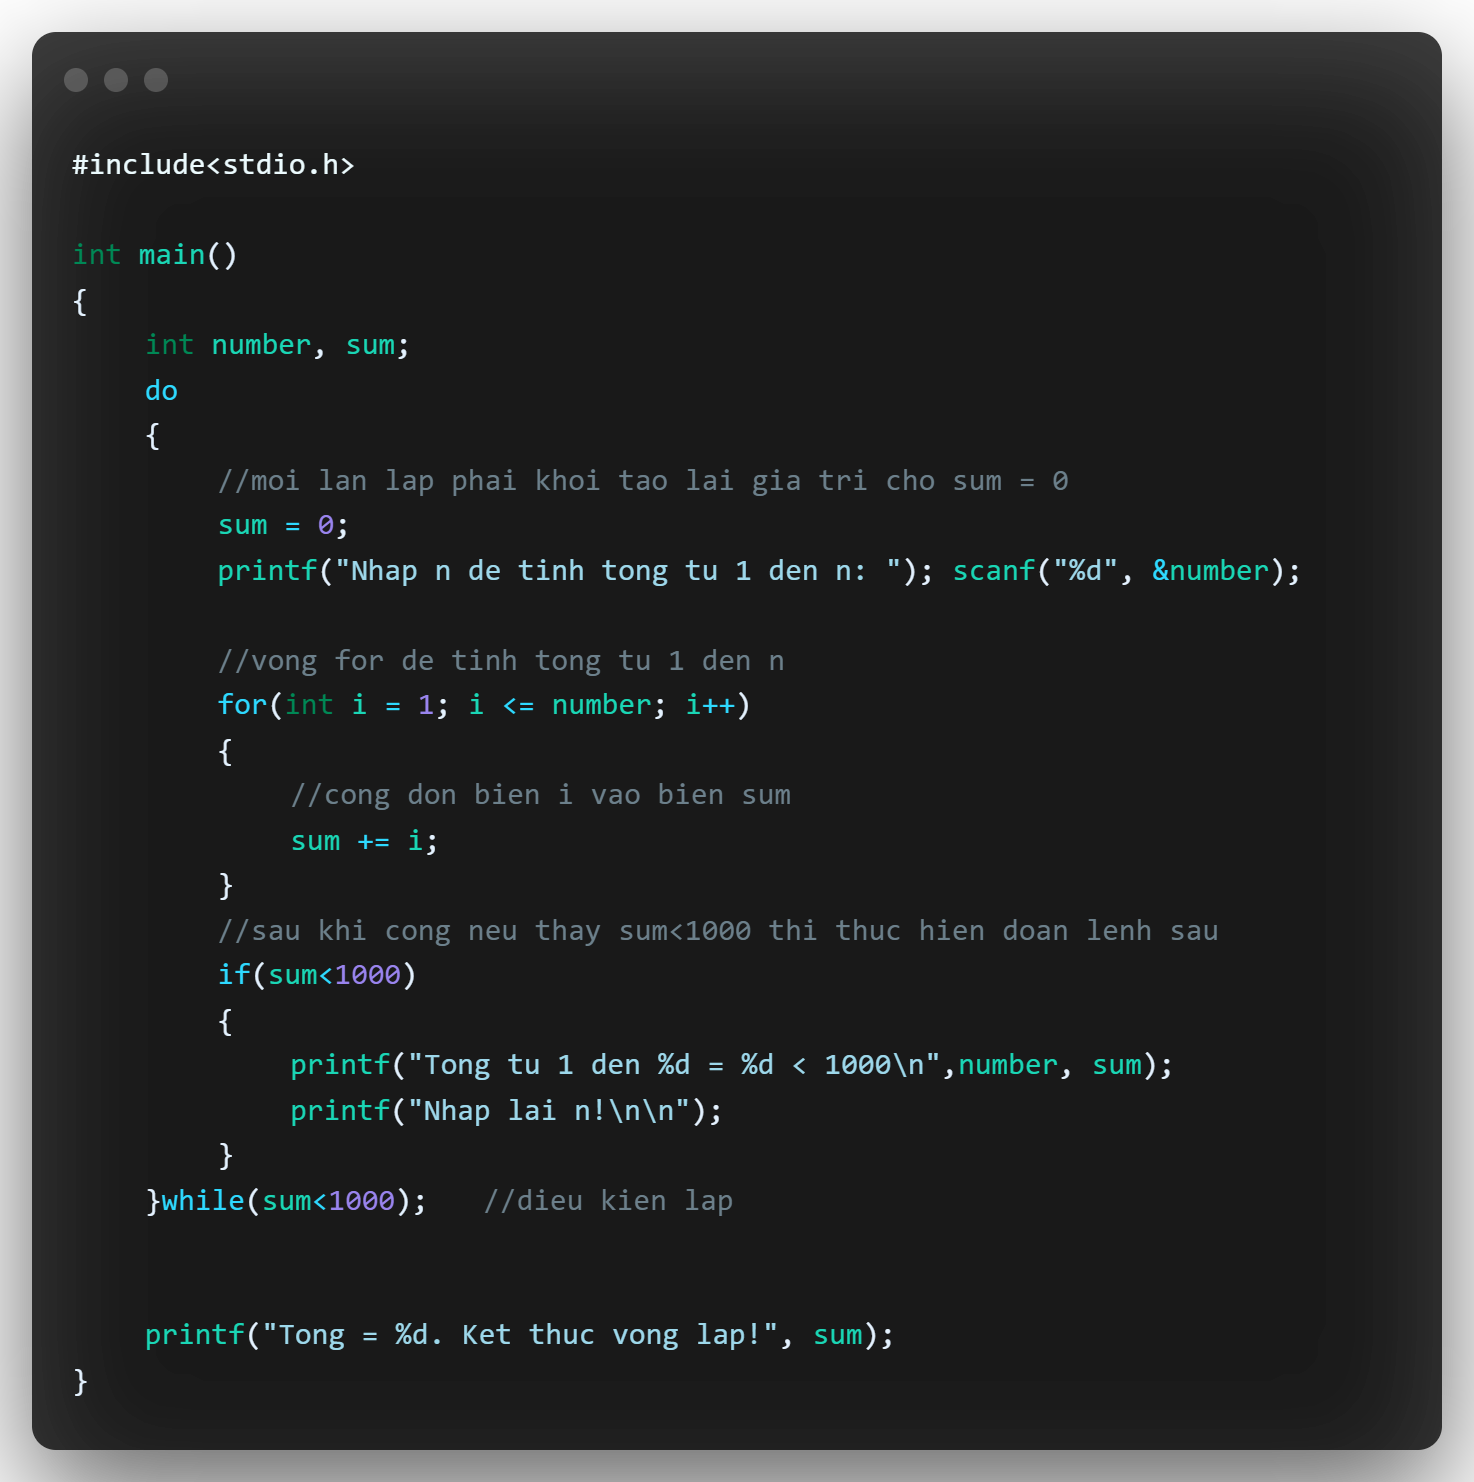 #include<stdio.h>
int main()
{
int number, sum;
do
{
//moi lan lap phai khoi tao lai gia tri cho sum = 0
sum = 0;
printf("Nhap n de tinh tong tu 1 den n: "); scanf("%d", &number);
//vong for de tinh tong tu 1 den n
for(int i = 1; i <= number; i++)
{
//cong don bien i vao bien sum
sum += i;
}
//sau khi cong neu thay sum<1000 thi thuc hien doan lenh sau
if(sum<1000)
{
printf("Tong tu 1 den %d = %d < 1000\n",number, sum);
printf("Nhap lai n!\n\n");
}
}while(sum<1000);   //dieu kien lap
printf("Tong = %d. Ket thuc vong lap!", sum);
}